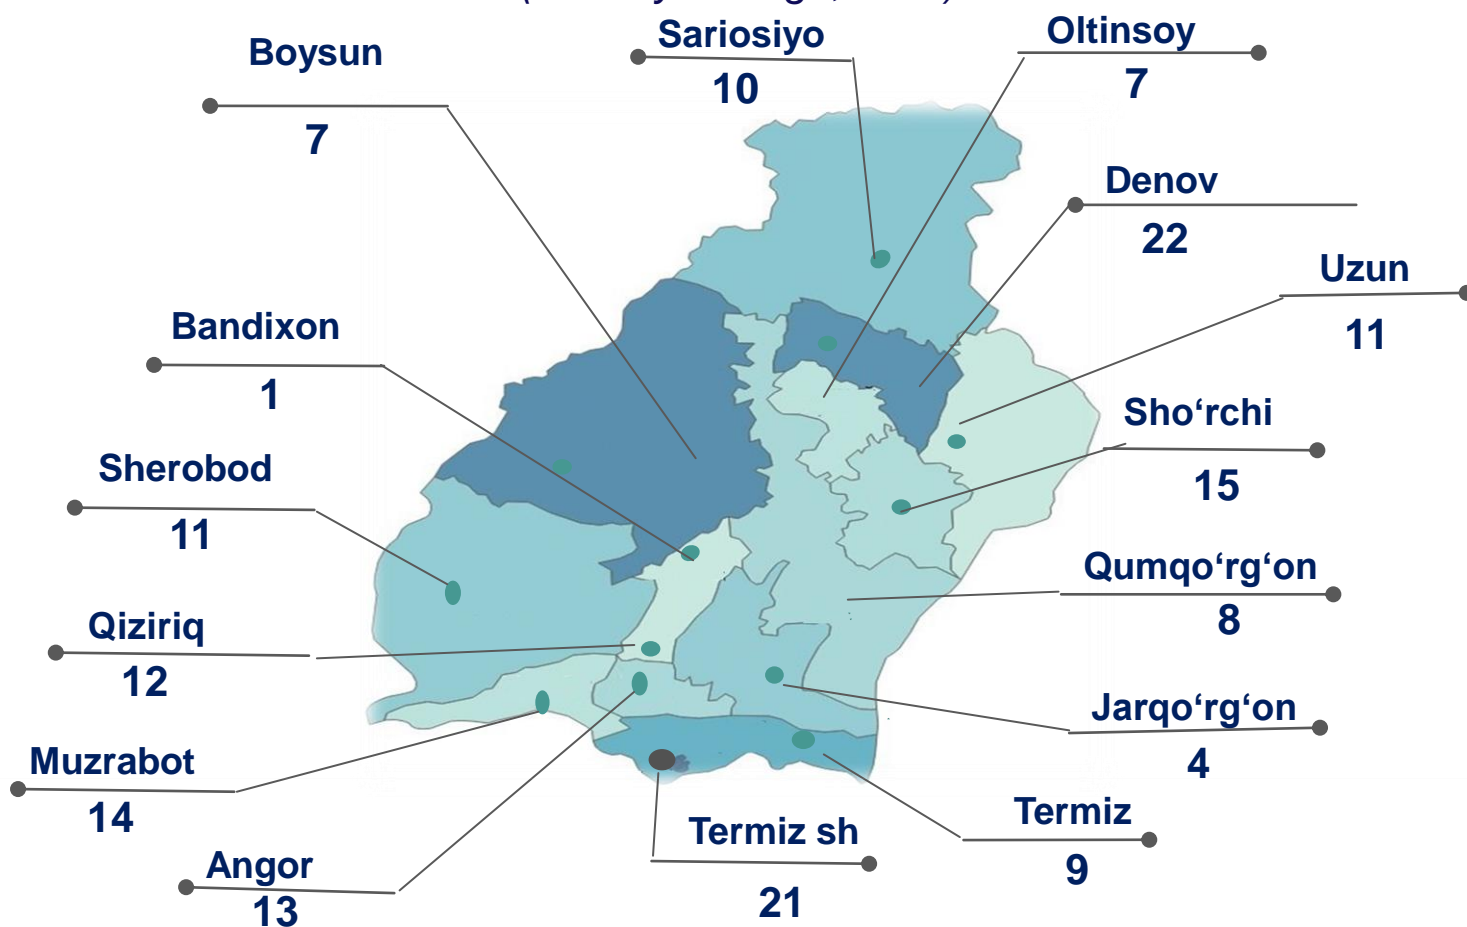 Sariosiyo
10
Oltinsoy
7
Boysun
7
Denov
22
Uzun
11
Bandixon
1
Sho‘rchi
15
Sherobod
11
Qumqo‘rg‘on
8
Qiziriq
12
Jarqo‘rg‘on
4
Muzrabot
14
Termiz
9
Termiz sh
21
Angor
13